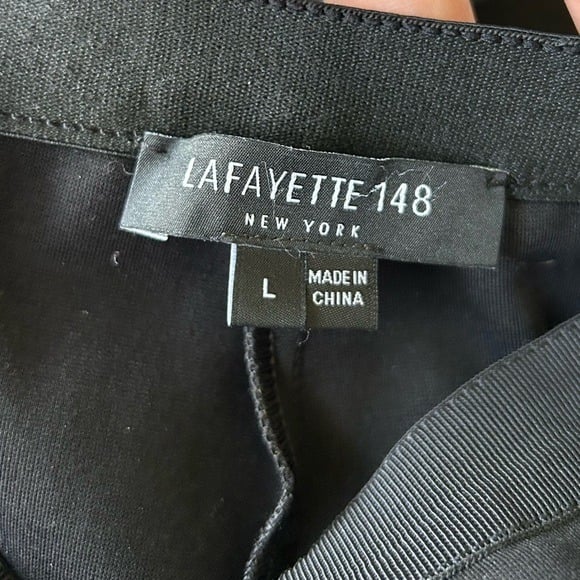 LAFAYETTE 148
NEW YORK
L
MADE IN
CHINA